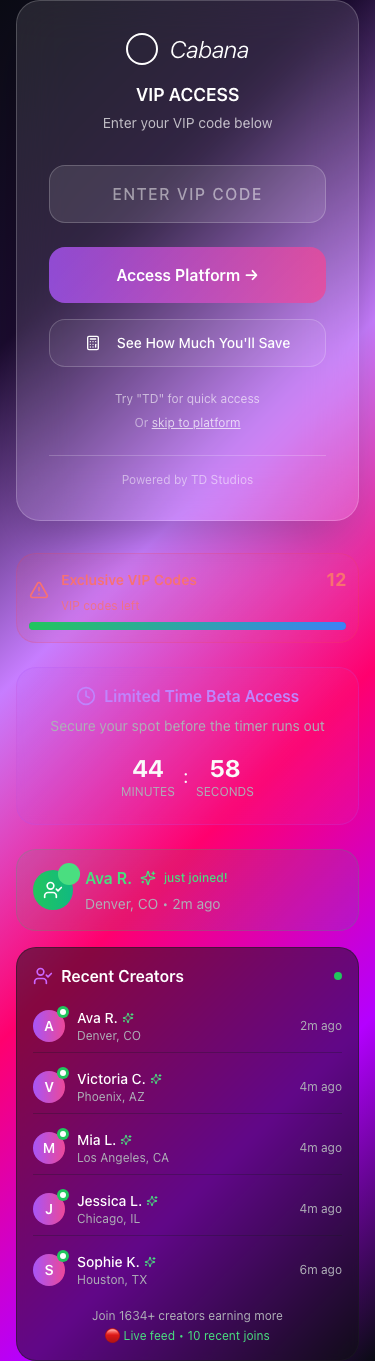 Cabana
VIP ACCESS
Enter your VIP code below
ENTER VIP CODE
Access Platform →
See How Much You'll Save
Try "TD" for quick access
Or skip to platform
Powered by TD Studios
Exclusive VIP Codes
12
Limited Time Beta Access
Secure your spot before the timer runs out
44 : 58
MINUTES SECONDS
Ava R. just joined!
Denver, CO • 2m ago
Recent Creators
A Ava R.
Denver, CO
2m ago
V Victoria C.
Phoenix, AZ
4m ago
M Mia L.
Los Angeles, CA
4m ago
J Jessica L.
Chicago, IL
4m ago
S Sophie K.
Houston, TX
6m ago
Join 1634+ creators earning more
🔴 Live feed • 10 recent joins